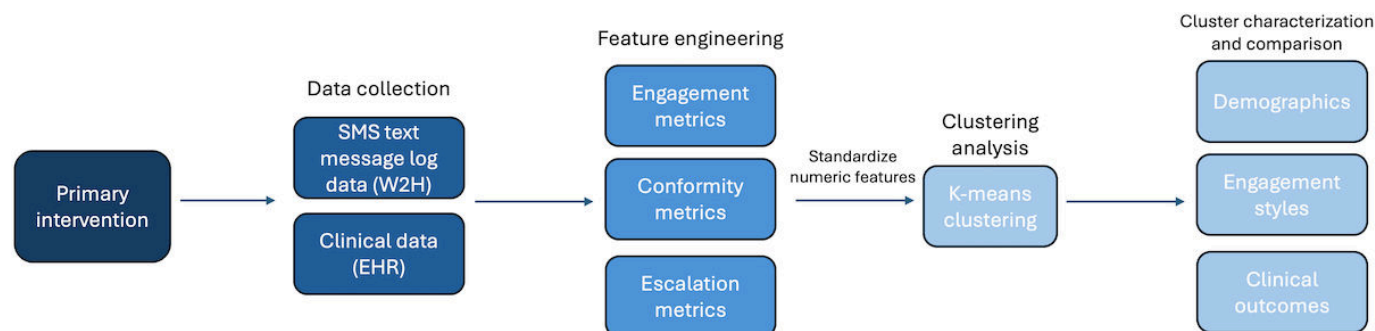 Primary
intervention
Data collection
SMS text
message log
data (W2H)
Clinical data
(EHR)
Feature engineering
Engagement
metrics
Conformity
metrics
Escalation
metrics
Standardize
numeric features
Clustering
analysis
K-means
clustering
Cluster characterization
and comparison
Demographics
Engagement
styles
Clinical
outcomes